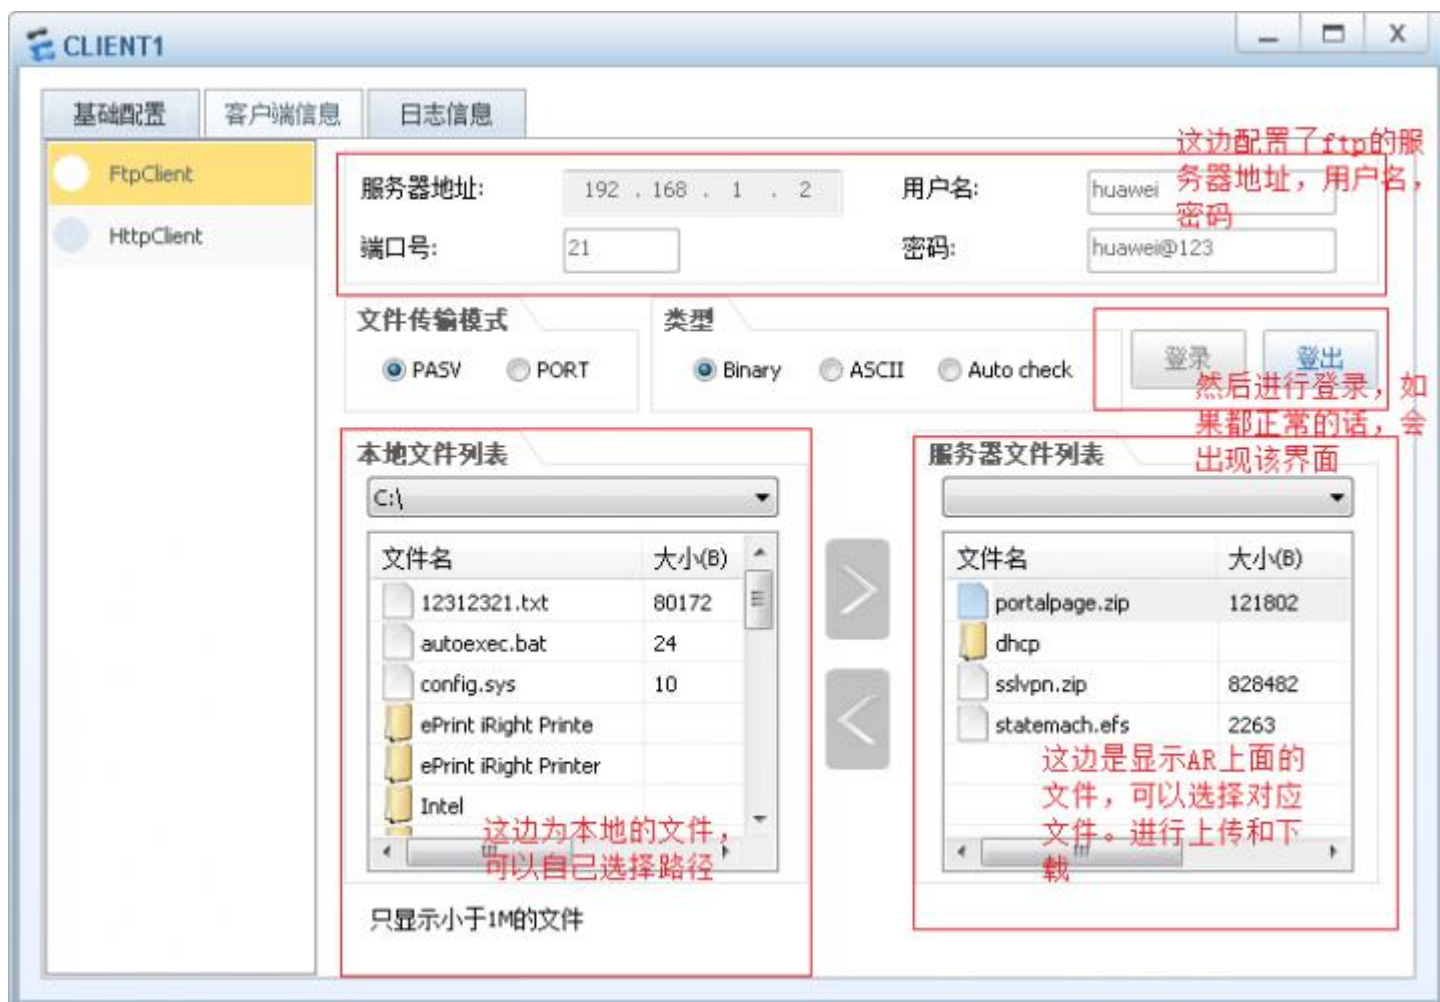 CLIENT1
基础配置 客户端信息 日志信息
FtpClient
HttpClient
这边配置了ftp的服
务器地址，用户名，
密码
服务器地址: 192 . 168 . 1 . 2 用户名: huawei
端口号: 21 密码: huawei@123
文件传输模式 类型
PASV PORT Binary ASCII Auto check 登录 登出
然后进行登录，如
果都正常的话，会
出现该界面
本地文件列表
C:\
文件名 大小(B)
12312321.txt 80172
autoexec.bat 24
config.sys 10
ePrint iRight Printe
ePrint iRight Printer
Intel
这边为本地的文件，
可以自己选择路径
只显示小于1M的文件
服务器文件列表
文件名 大小(B)
portalpage.zip 121802
dhcp
sslvpn.zip 828482
statemach.efs 2263
这边是显示AR上面的
文件，可以选择对应
文件。进行上传和下
载